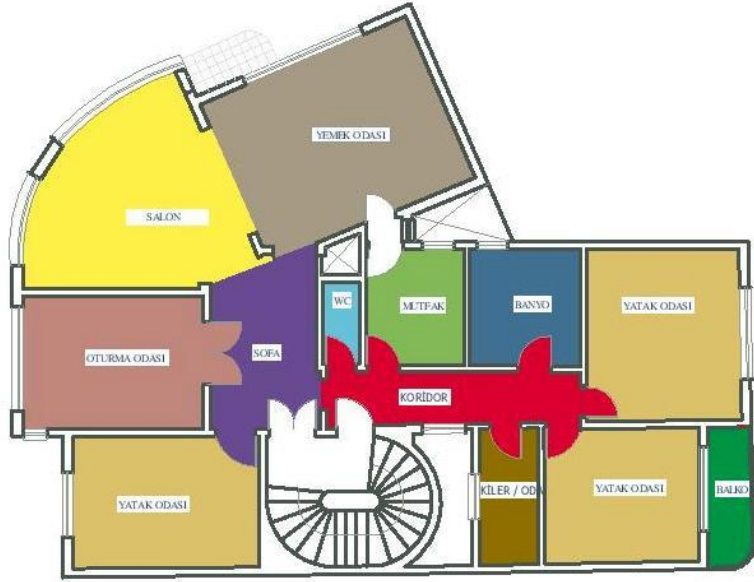 YEMEK ODASI
SALON
WC
MUTFAK
BANYO
YATAK ODASI
OTURMA ODASI
SOFA
KORİDOR
YATAK ODASI
KİLER / ODA
YATAK ODASI
BALKO